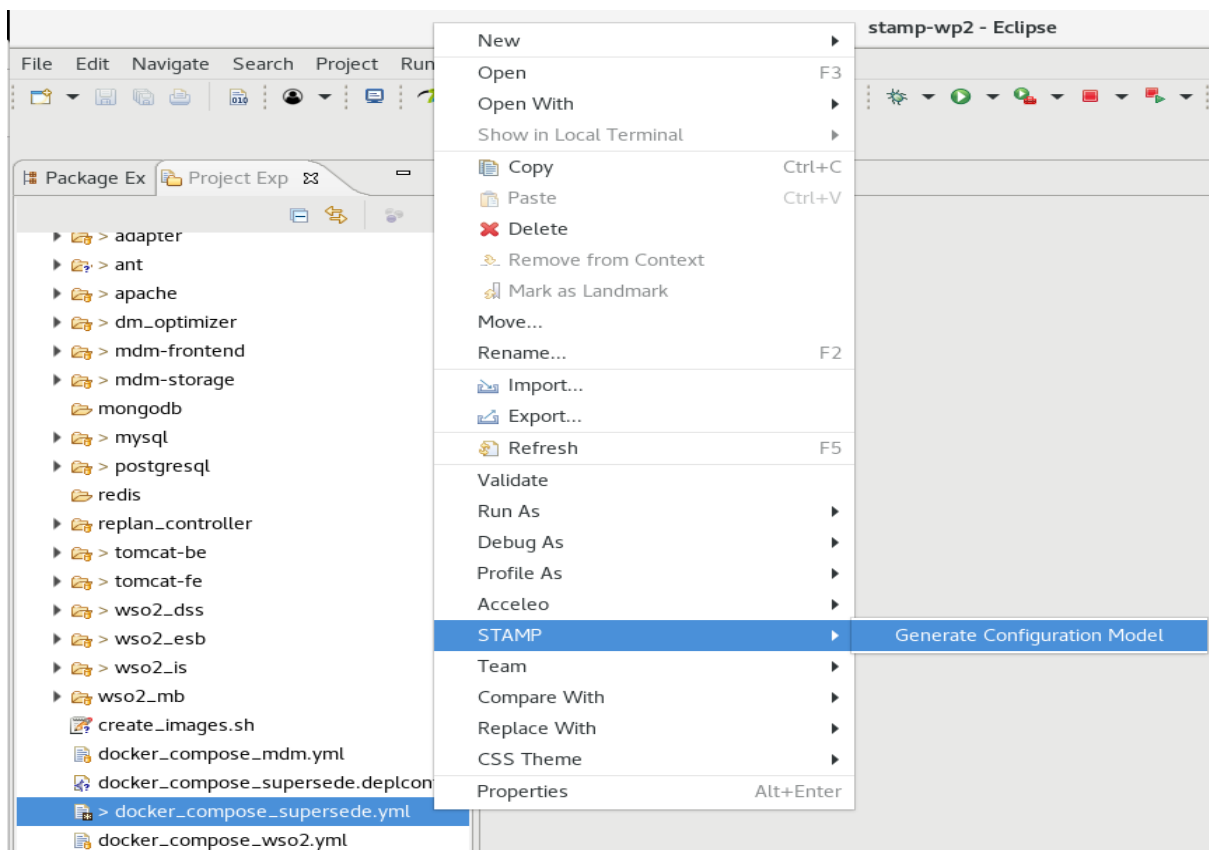 stamp-wp2 - Eclipse
File Edit Navigate Search Project Run
Package Ex Project Exp
> adapter
> ant
> apache
> dm_optimizer
> mdm-frontend
> mdm-storage
mongodb
> mysql
> postgresql
redis
> replan_controller
> tomcat-be
> tomcat-fe
> wso2_dss
> wso2_esb
> wso2_is
wso2_mb
create_images.sh
docker_compose_mdm.yml
docker_compose_supersede.deplcon
> docker_compose_supersede.yml
docker_compose_wso2.yml
New
Open F3
Open With
Show in Local Terminal
Copy Ctrl+C
Paste Ctrl+V
Delete
Remove from Context
Mark as Landmark
Move...
Rename... F2
Import...
Export...
Refresh F5
Validate
Run As
Debug As
Profile As
Acceleo
STAMP
Team
Compare With
Replace With
CSS Theme
Properties Alt+Enter
Generate Configuration Model